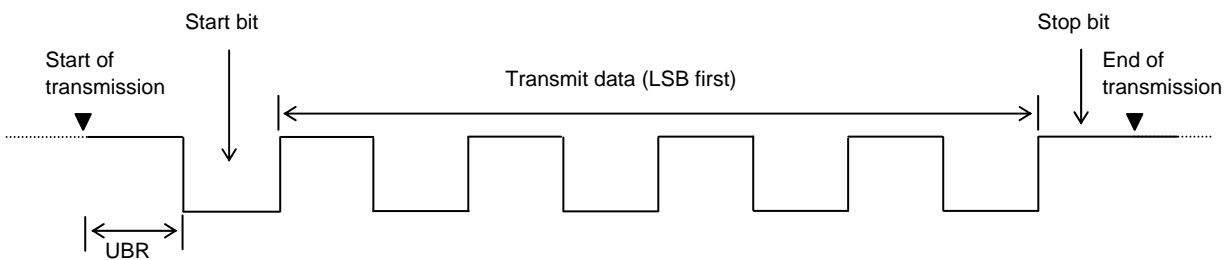 Start bit
Stop bit
Start of
transmission
End of
transmission
Transmit data (LSB first)
UBR